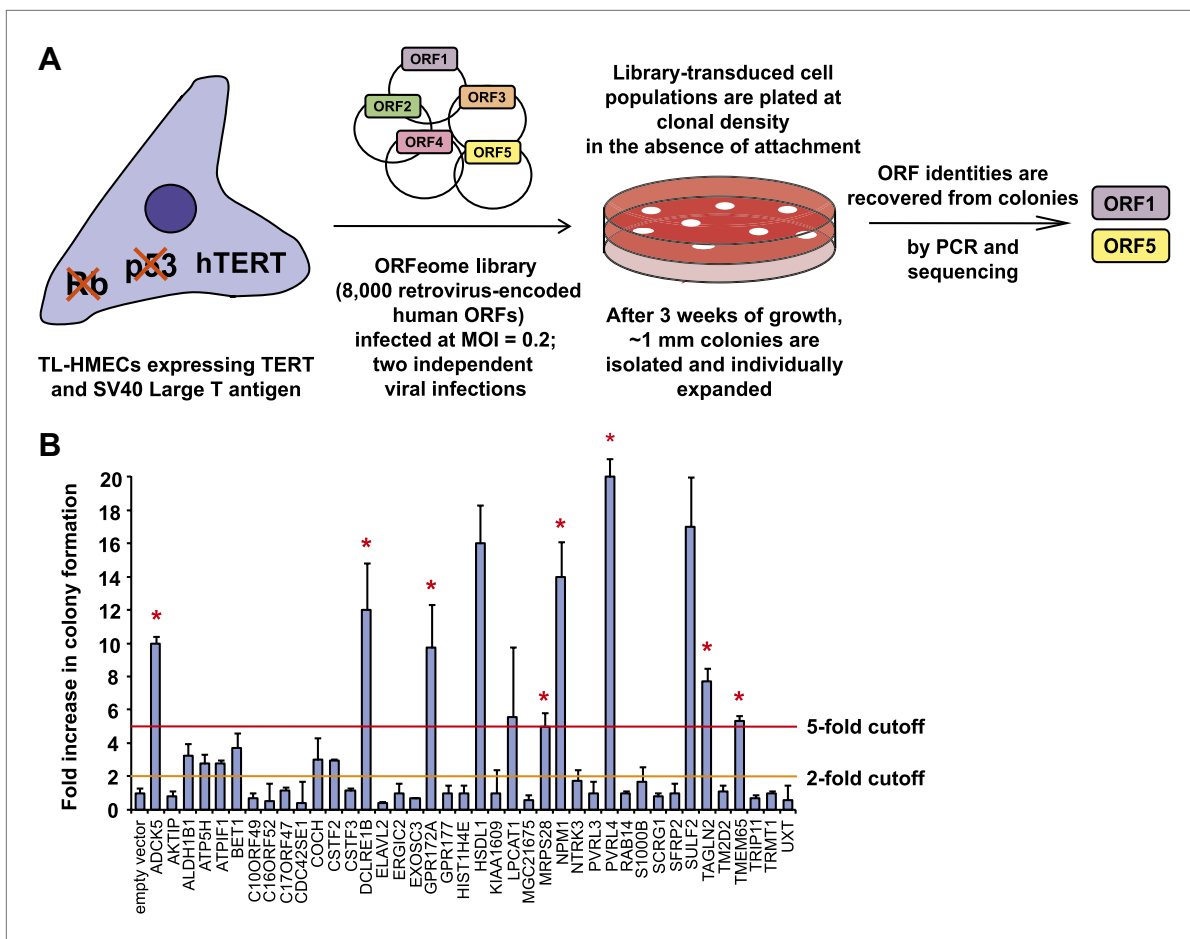 A
ORF1
ORF2
ORF3
ORF4
ORF5
Rb
p53
hTERT
TL-HMECs expressing TERT
and SV40 Large T antigen
ORFeome library
(8,000 retrovirus-encoded
human ORFs)
infected at MOI = 0.2;
two independent
viral infections
Library-transduced cell
populations are plated at
clonal density
in the absence of attachment
After 3 weeks of growth,
~1 mm colonies are
isolated and individually
expanded
ORF identities are
recovered from colonies
by PCR and
sequencing
ORF1
ORF5
B
Fold increase in colony formation
20
18
16
14
12
10
8
6
4
2
0
*
*
*
*
*
*
*
*
5-fold cutoff
2-fold cutoff
empty vector
ADCK5
AKTIP
ALDH1B1
ATP5H
ATPIF1
BET1
C10ORF49
C16ORF52
C17ORF47
CDC42SE1
COCH
CSTF2
CSTF3
DCLRE1B
ELAVL2
ERGIC2
EXOSC3
GPR172A
GPR177
HIST1H4E
HSDL1
KIAA1609
LPCAT1
MGC21675
MRPS28
NPM1
NTRK3
PVRL3
PVRL4
RAB14
S100B
SCRG1
SFRP2
SULF2
TAGLN2
TM2D2
TMEM65
TRIP11
TRMT1
UXT